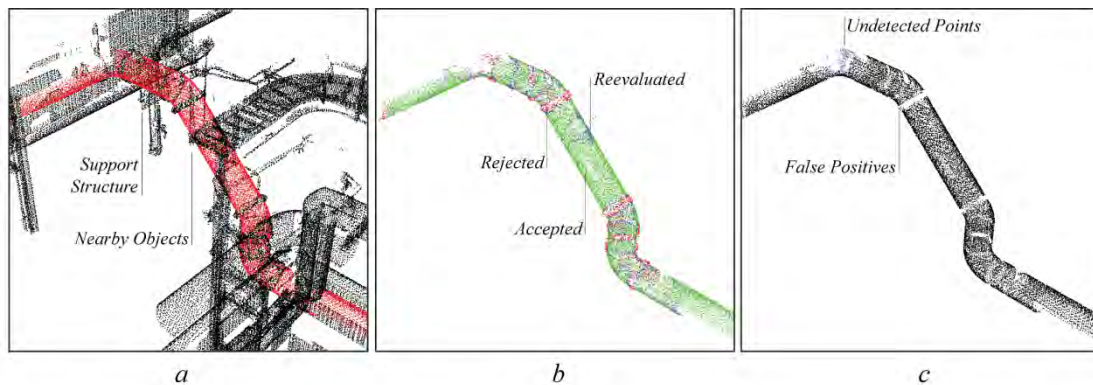 Support
Structure
Nearby Objects
a
Reevaluated
Rejected
Accepted
b
Undetected Points
False Positives
c